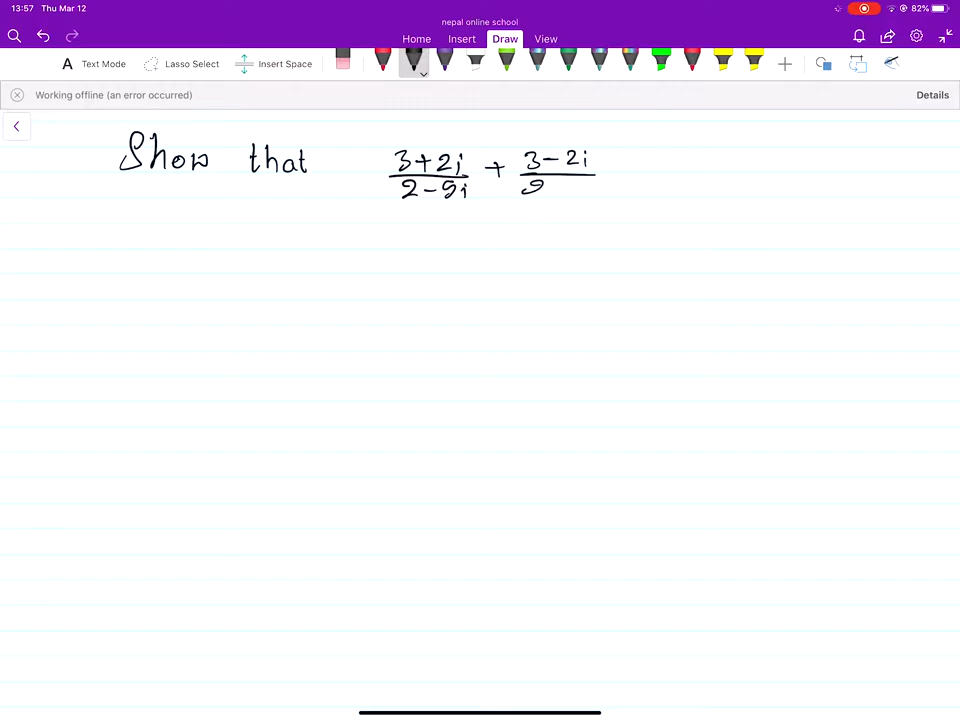 13:57 Thu Mar 12
82%
nepal online school
Home Insert Draw View
A Text Mode Lasso Select Insert Space
Working offline (an error occurred) Details
Show that 3+2i/2-5i + 3-2i/2